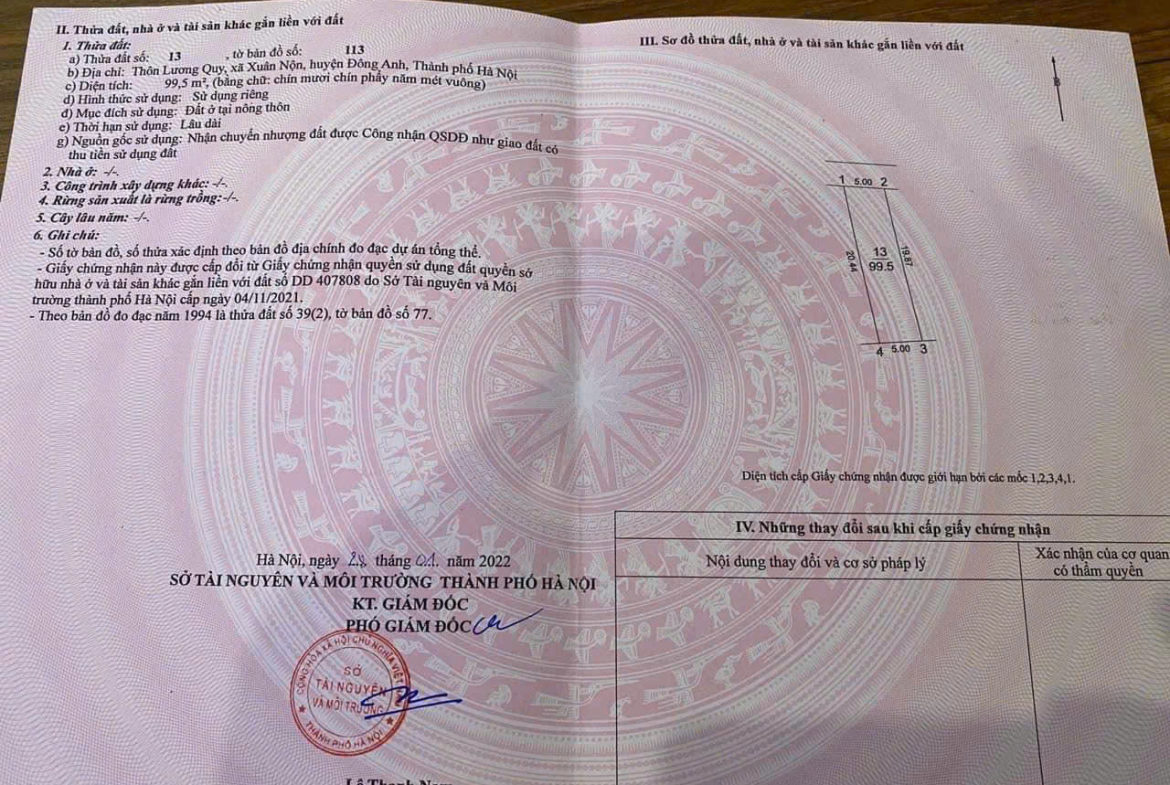 II. Thửa đất, nhà ở và tài sản khác gắn liền với đất
1. Thửa đất:
a) Thửa đất số: 13 , tờ bản đồ số: 113
b) Địa chỉ: Thôn Lương Quy, xã Xuân Nộn, huyện Đông Anh, Thành phố Hà Nội
c) Diện tích: 99,5 m², (bằng chữ: chín mươi chín phẩy năm mét vuông)
d) Hình thức sử dụng: Sử dụng riêng
đ) Mục đích sử dụng: Đất ở tại nông thôn
e) Thời hạn sử dụng: Lâu dài
g) Nguồn gốc sử dụng: Nhận chuyển nhượng đất được Công nhận QSDĐ như giao đất có
thu tiền sử dụng đất
2. Nhà ở: -/-.
3. Công trình xây dựng khác: -/-.
4. Rừng sản xuất là rừng trồng: -/-.
5. Cây lâu năm: -/-.
6. Ghi chú:
- Số tờ bản đồ, số thửa xác định theo bản đồ địa chính đo đạc dự án tổng thể.
- Giấy chứng nhận này được cấp đổi từ Giấy chứng nhận quyền sử dụng đất quyền sở
hữu nhà ở và tài sản khác gắn liền với đất số DD 407808 do Sở Tài nguyên và Môi
trường thành phố Hà Nội cấp ngày 04/11/2021.
- Theo bản đồ đo đạc năm 1994 là thửa đất số 39(2), tờ bản đồ số 77.
Hà Nội, ngày 28 tháng 01 năm 2022
SỞ TÀI NGUYÊN VÀ MÔI TRƯỜNG THÀNH PHỐ HÀ NỘI
KT. GIÁM ĐỐC
PHÓ GIÁM ĐỐC
CỘNG HÒA XÃ HỘI CHỦ NGHĨA VIỆT
SỞ
TÀI NGUYÊN
VÀ MÔI TRƯỜNG
THÀNH PHỐ HÀ NỘI
Lê Thanh Nam
III. Sơ đồ thửa đất, nhà ở và tài sản khác gắn liền với đất
B
1 5.00 2
20.44
13
99.5
19.87
4 5.00 3
Diện tích cấp Giấy chứng nhận được giới hạn bởi các mốc 1,2,3,4,1.
IV. Những thay đổi sau khi cấp giấy chứng nhận
Nội dung thay đổi và cơ sở pháp lý
Xác nhận của cơ quan
có thẩm quyền